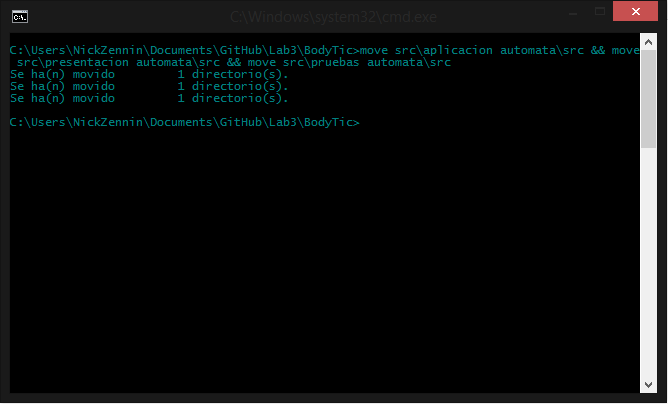 C:\Windows\system32\cmd.exe
C:\Users\NickZennin\Documents\GitHub\Lab3\BodyTic>move src\aplicacion automata\src && move
 src\presentacion automata\src && move src\pruebas automata\src
Se ha(n) movido         1 directorio(s).
Se ha(n) movido         1 directorio(s).
Se ha(n) movido         1 directorio(s).
C:\Users\NickZennin\Documents\GitHub\Lab3\BodyTic>